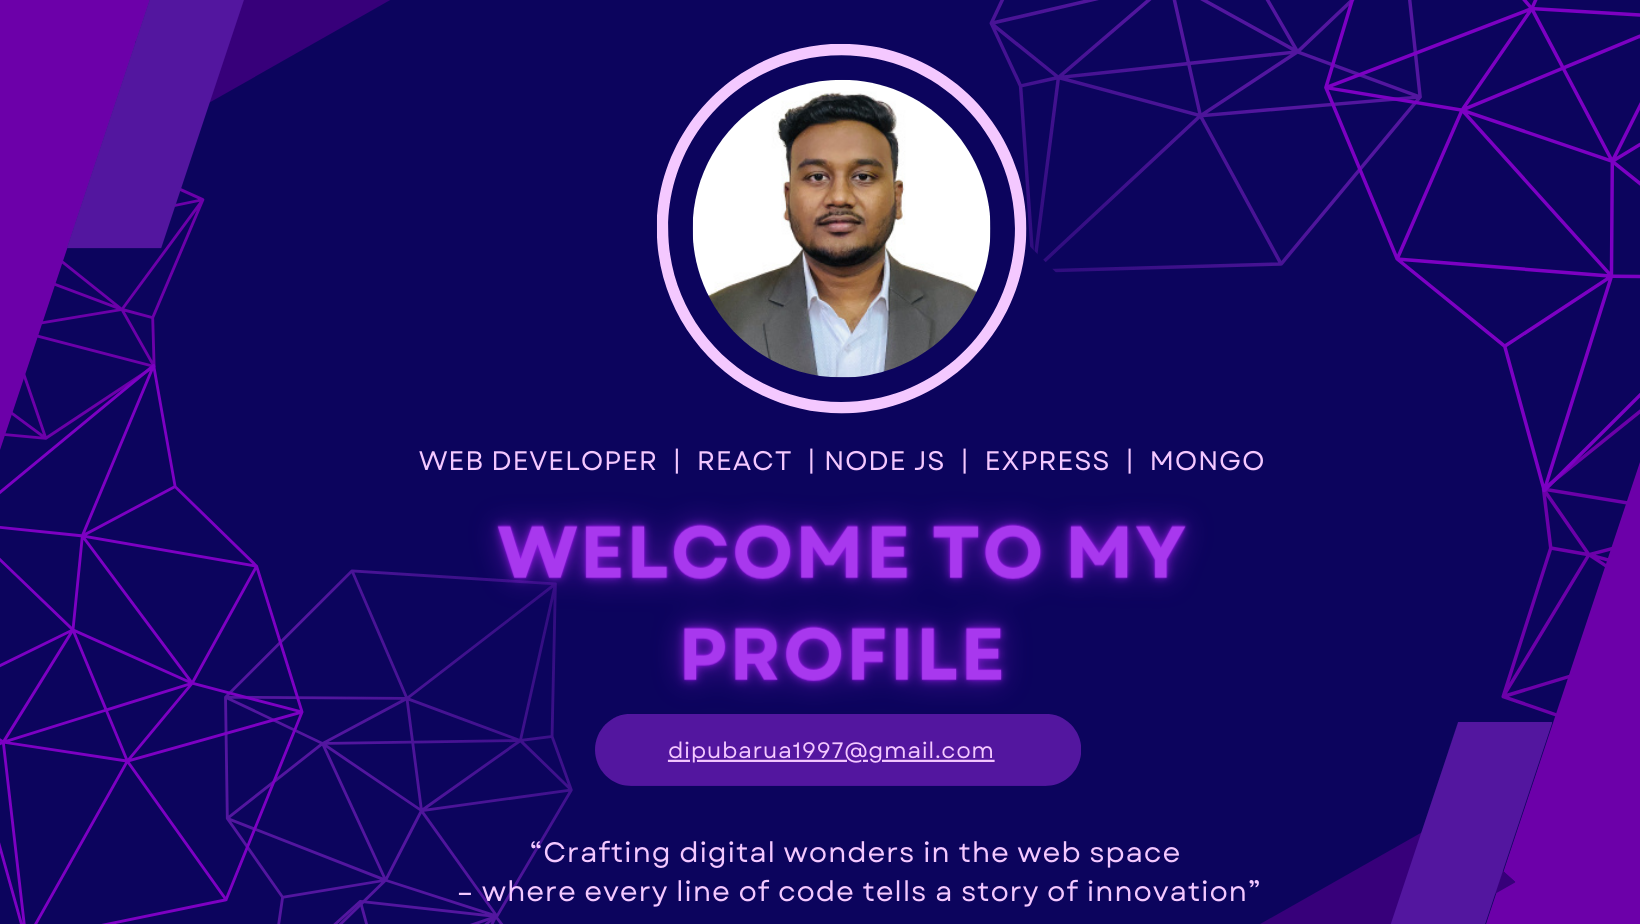 WEB DEVELOPER | REACT | NODE JS | EXPRESS | MONGO
WELCOME TO MY
PROFILE
dipubarua1997@gmail.com
“Crafting digital wonders in the web space
– where every line of code tells a story of innovation”